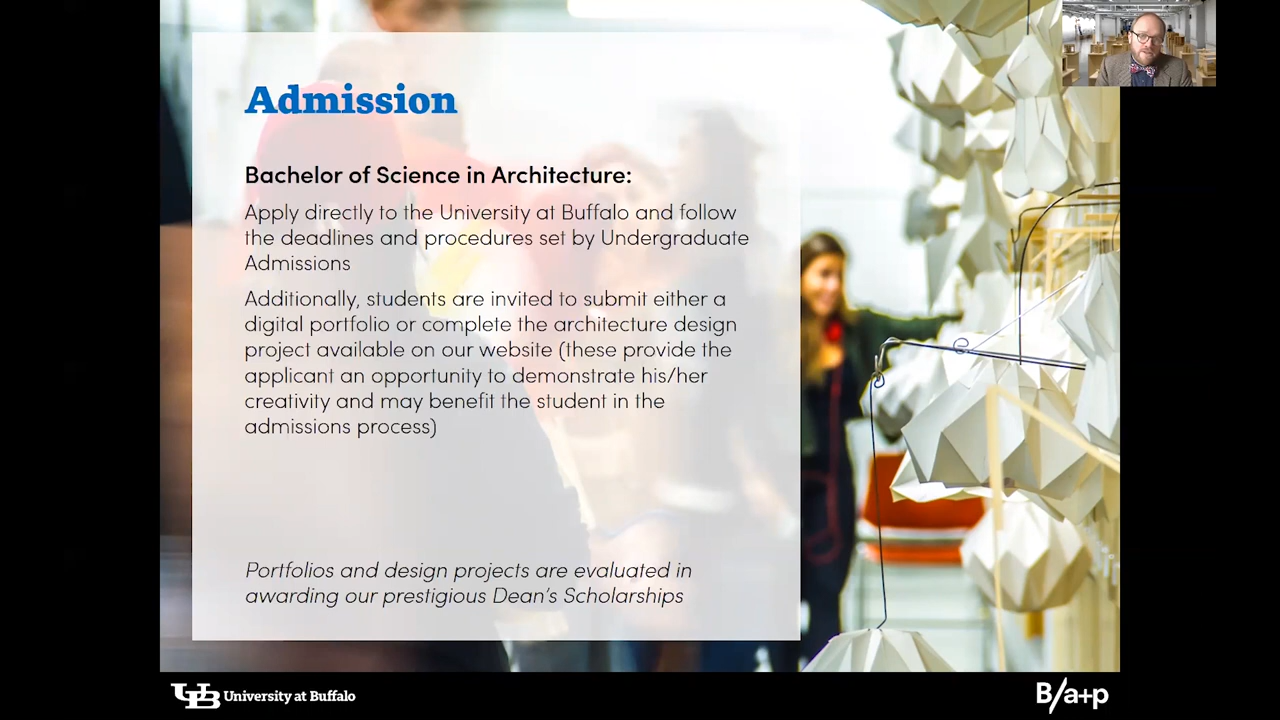 Admission
Bachelor of Science in Architecture:
Apply directly to the University at Buffalo and follow
the deadlines and procedures set by Undergraduate
Admissions
Additionally, students are invited to submit either a
digital portfolio or complete the architecture design
project available on our website (these provide the
applicant an opportunity to demonstrate his/her
creativity and may benefit the student in the
admissions process)
Portfolios and design projects are evaluated in
awarding our prestigious Dean's Scholarships
UB University at Buffalo
B/a+p